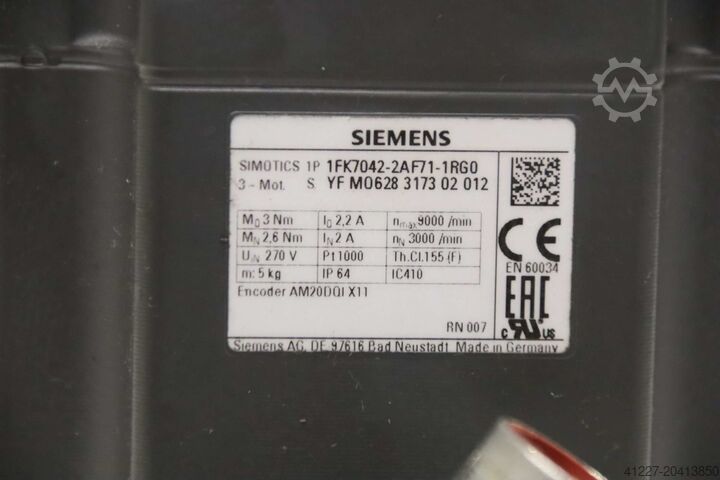 SIEMENS
SIMOTICS 1P 1FK7042-2AF71-1RG0
3~Mot. S YF M0628 3173 02 012
M0 3 Nm I0 2,2 A nmax 9000 /min
MN 2,6 Nm IN 2 A nN 3000 /min
UIN 270 V Pt1000 Th.Cl.155 (F)
m: 5 kg IP 64 IC410
Encoder AM20DQI X11
CE
EN 60034
EAC
c RU US
RN 007
Siemens AG, DE 97616 Bad Neustadt Made in Germany
41227-20413850